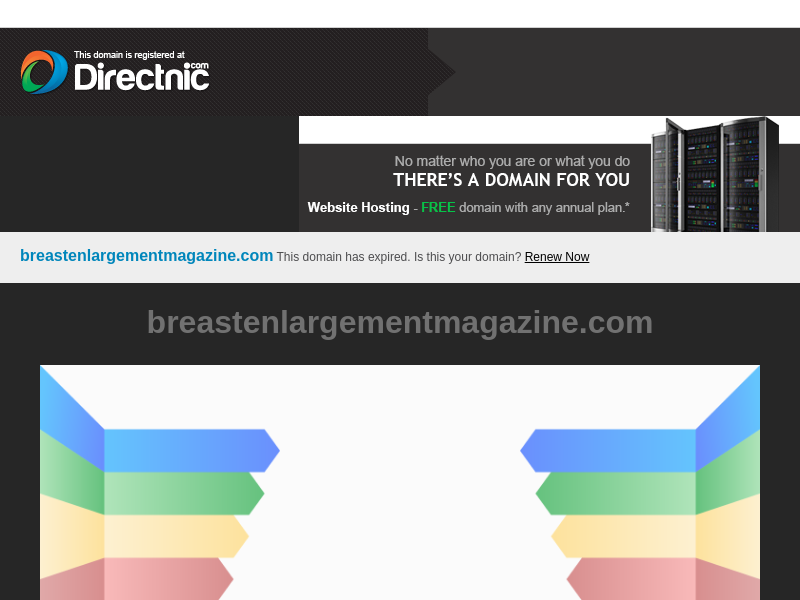 This domain is registered at
Directnic.com
No matter who you are or what you do
THERE'S A DOMAIN FOR YOU
Website Hosting - FREE domain with any annual plan.*
breastenlargementmagazine.com This domain has expired. Is this your domain? Renew Now
breastenlargementmagazine.com